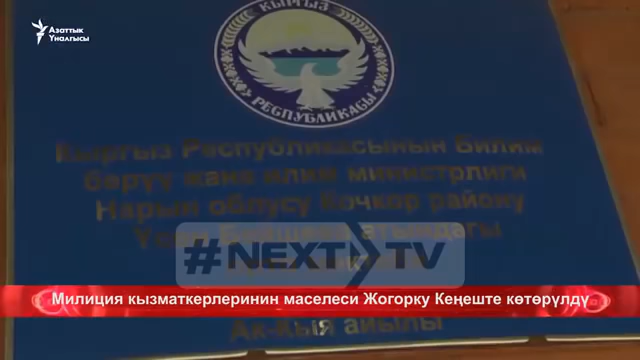 Азаттык
Үналгысы
КЫРГЫЗ
РЕСПУБЛИКАСЫ
Кыргыз Республикасынын Билим
берүү жана илим министрлиги
Нарын облусу Кочкор району
атындагы
#NEXT TV
Милиция кызматкерлеринин маселеси Жогорку Кеңеште көтөрүлдү
Ак-Кыя айылы